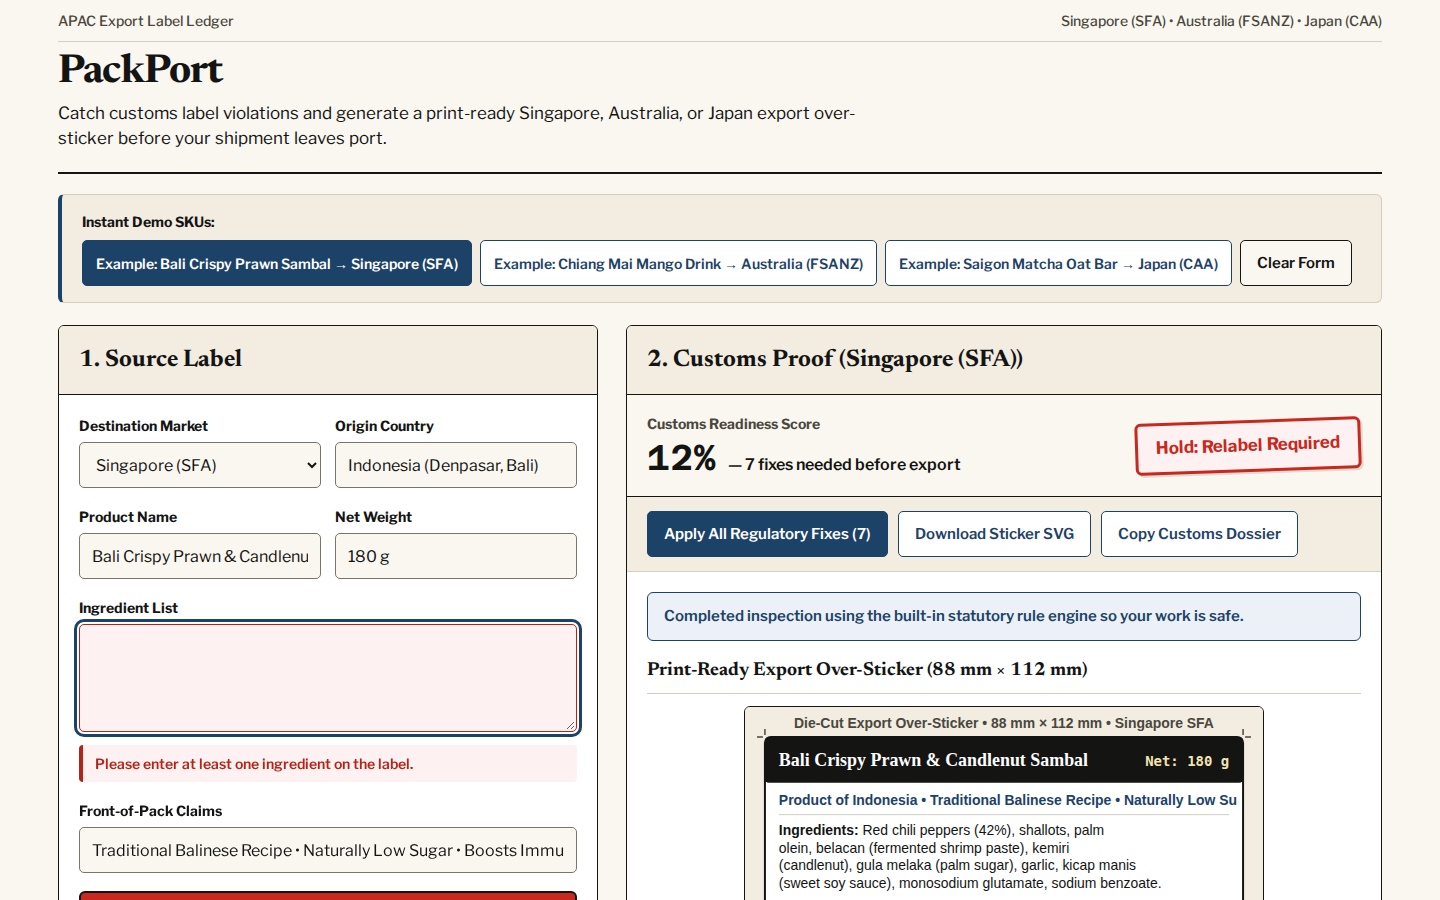 APAC Export Label Ledger
Singapore (SFA) • Australia (FSANZ) • Japan (CAA)
PackPort
Catch customs label violations and generate a print-ready Singapore, Australia, or Japan export over-
sticker before your shipment leaves port.
Instant Demo SKUs:
Example: Bali Crispy Prawn Sambal → Singapore (SFA)
Example: Chiang Mai Mango Drink → Australia (FSANZ)
Example: Saigon Matcha Oat Bar → Japan (CAA)
Clear Form
1. Source Label
Destination Market
Origin Country
Singapore (SFA)
Indonesia (Denpasar, Bali)
Product Name
Net Weight
Bali Crispy Prawn & Candlenu
180 g
Ingredient List
Please enter at least one ingredient on the label.
Front-of-Pack Claims
Traditional Balinese Recipe • Naturally Low Sugar • Boosts Immu
2. Customs Proof (Singapore (SFA))
Customs Readiness Score
12% — 7 fixes needed before export
Hold: Relabel Required
Apply All Regulatory Fixes (7)
Download Sticker SVG
Copy Customs Dossier
Completed inspection using the built-in statutory rule engine so your work is safe.
Print-Ready Export Over-Sticker (88 mm × 112 mm)
Die-Cut Export Over-Sticker • 88 mm × 112 mm • Singapore SFA
Bali Crispy Prawn & Candlenut Sambal
Net: 180 g
Product of Indonesia • Traditional Balinese Recipe • Naturally Low Su
Ingredients: Red chili peppers (42%), shallots, palm
olein, belacan (fermented shrimp paste), kemiri
(candlenut), gula melaka (palm sugar), garlic, kicap manis
(sweet soy sauce), monosodium glutamate, sodium benzoate.